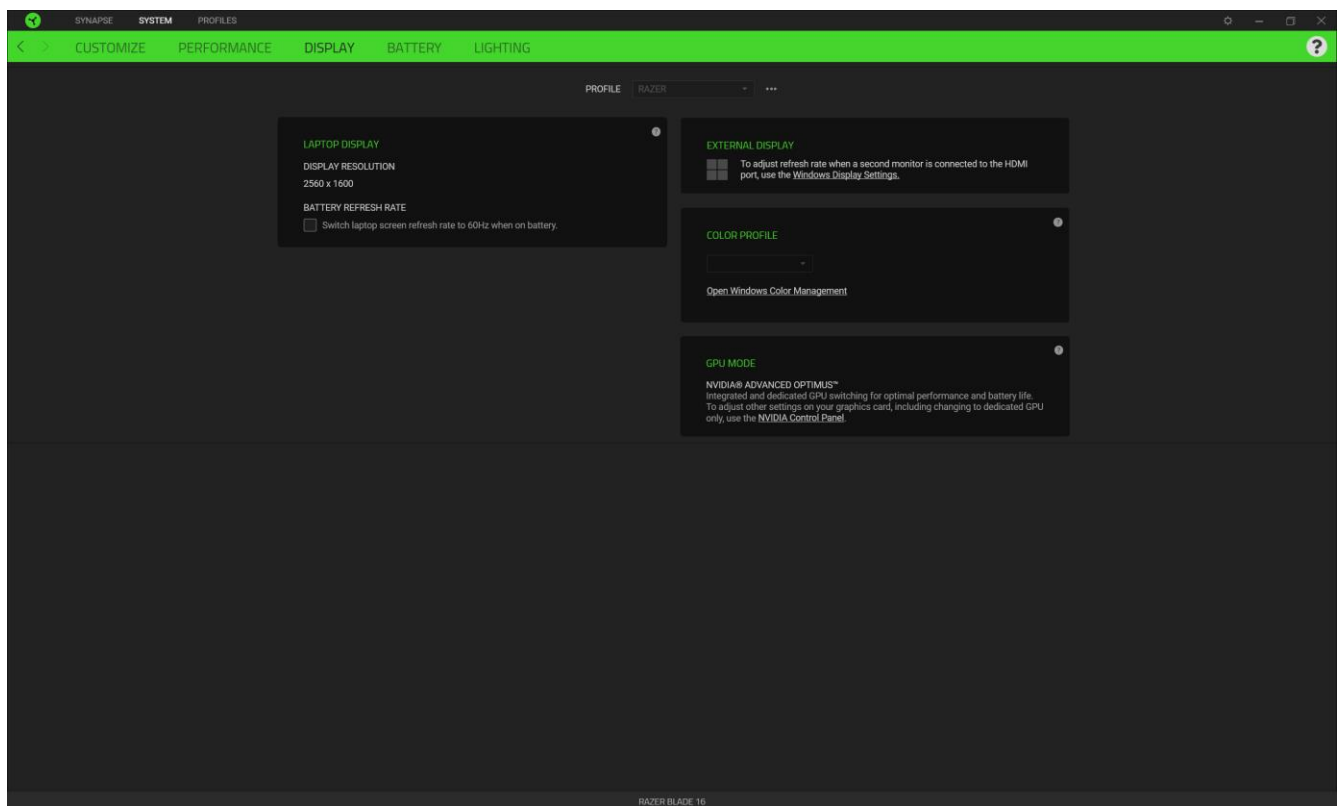 SYNAPSE SYSTEM PROFILES
CUSTOMIZE PERFORMANCE DISPLAY BATTERY LIGHTING ?
PROFILE RAZER
LAPTOP DISPLAY
DISPLAY RESOLUTION
2560 x 1600
BATTERY REFRESH RATE
Switch laptop screen refresh rate to 60Hz when on battery.
EXTERNAL DISPLAY
To adjust refresh rate when a second monitor is connected to the HDMI
port, use the Windows Display Settings.
COLOR PROFILE
Open Windows Color Management
GPU MODE
NVIDIA® ADVANCED OPTIMUS™
Integrated and dedicated GPU switching for optimal performance and battery life.
To adjust other settings on your graphics card, including changing to dedicated GPU
only, use the NVIDIA Control Panel.
RAZER BLADE 16